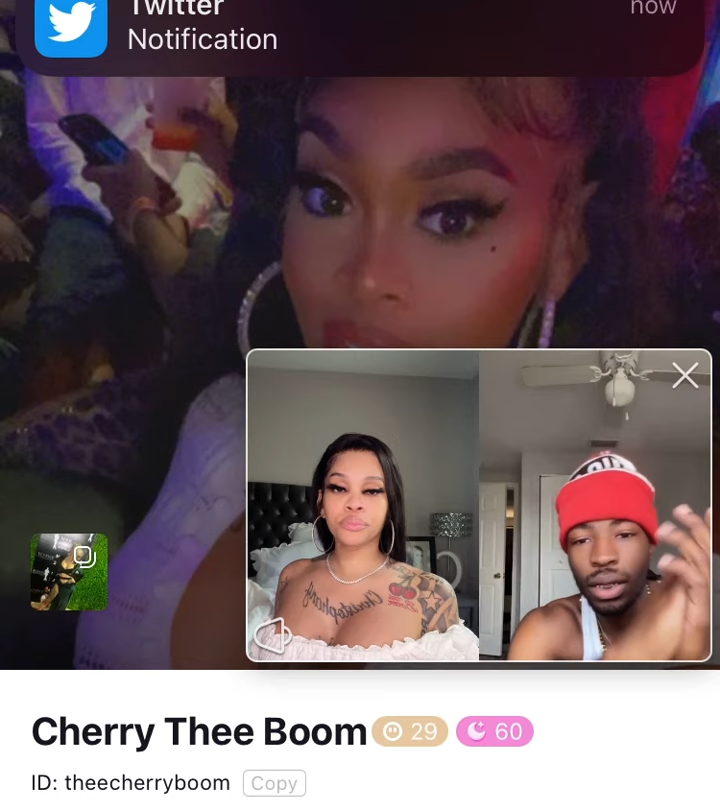 Twitter
now
Notification
Cherry Thee Boom 29 60
ID: theecherryboom Copy